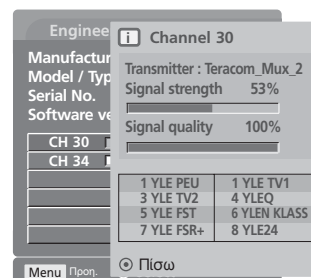 Enginee
i Channel 30
Manufactur
Model / Typ
Serial No.
Software ve
Transmitter : Teracom_Mux_2
Signal strength 53%
Signal quality 100%
CH 30
CH 34
1 YLE PEU 1 YLE TV1
3 YLE TV2 4 YLEQ
5 YLE FST 6 YLEN KLASS
7 YLE FSR+ 8 YLE24
Πίσω
Menu Προη.